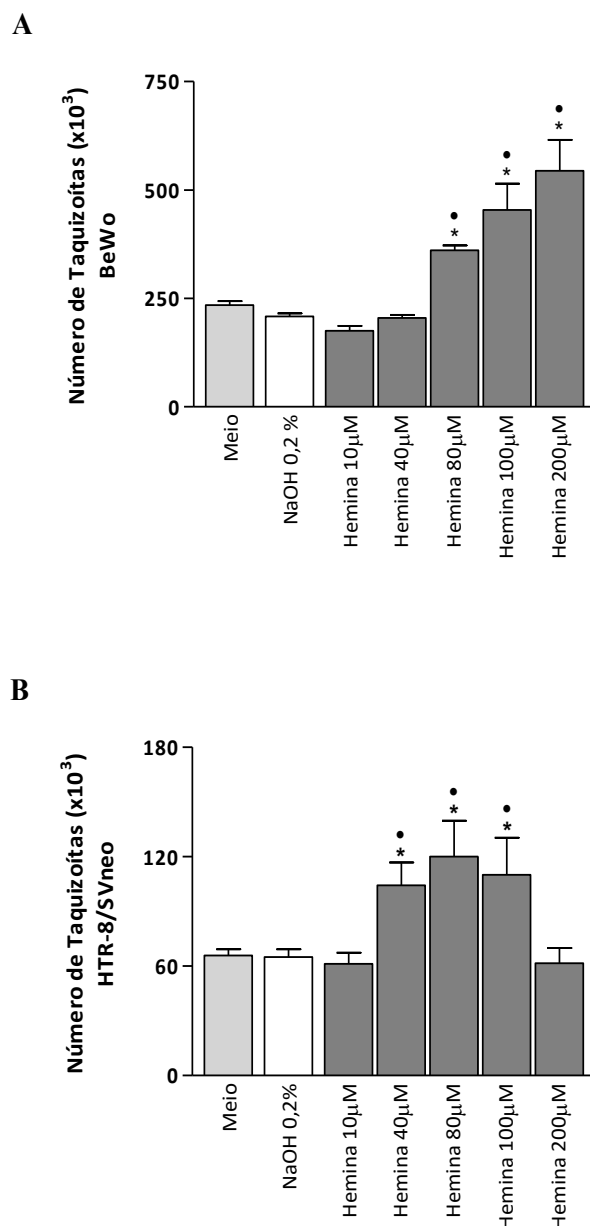 A
Número de Taquizoítas (x10³)
BeWo
750
500
250
0
•
*
•
*
•
*
Meio
NaOH 0,2 %
Hemina 10µM
Hemina 40µM
Hemina 80µM
Hemina 100µM
Hemina 200µM
B
Número de Taquizoítas (x10³)
HTR-8/SVneo
180
120
60
0
•
*
•
*
•
*
Meio
NaOH 0,2%
Hemina 10µM
Hemina 40µM
Hemina 80µM
Hemina 100µM
Hemina 200µM